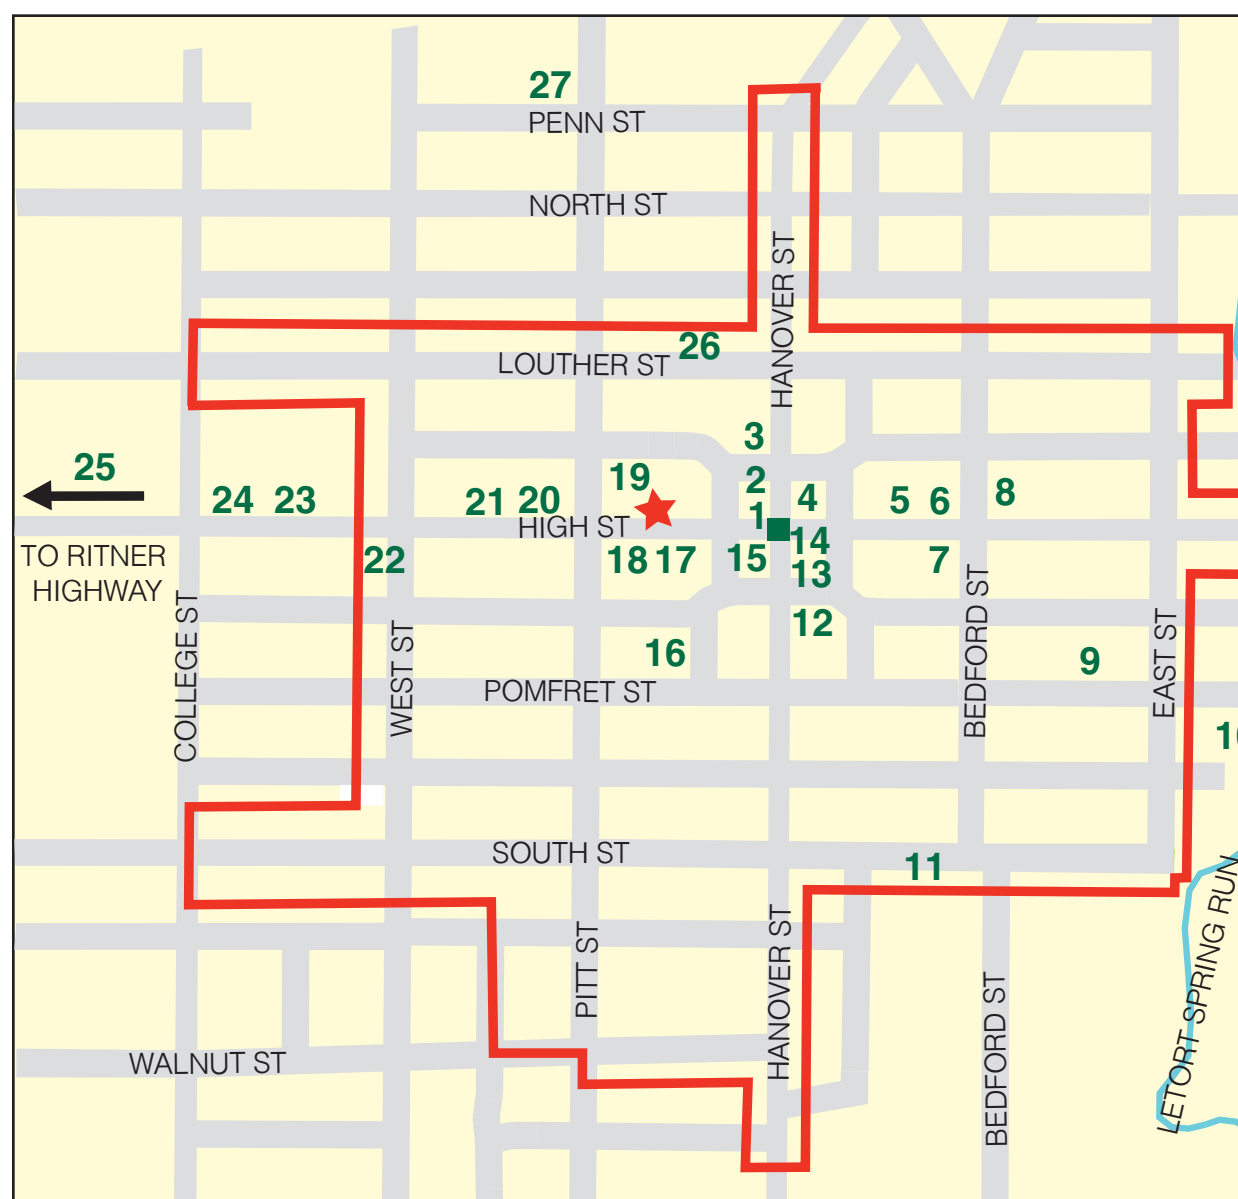 27
PENN ST
NORTH ST
HANOVER ST
26
LOUTHER ST
3
25
19
2
24
23
21
20
4
5
6
8
1
HIGH ST
14
TO RITNER
HIGHWAY
22
18
17
15
13
7
12
16
9
COLLEGE ST
WEST ST
BEDFORD ST
EAST ST
POMFRET ST
SOUTH ST
11
PITT ST
HANOVER ST
BEDFORD ST
LETORT SPRING RUN
WALNUT ST